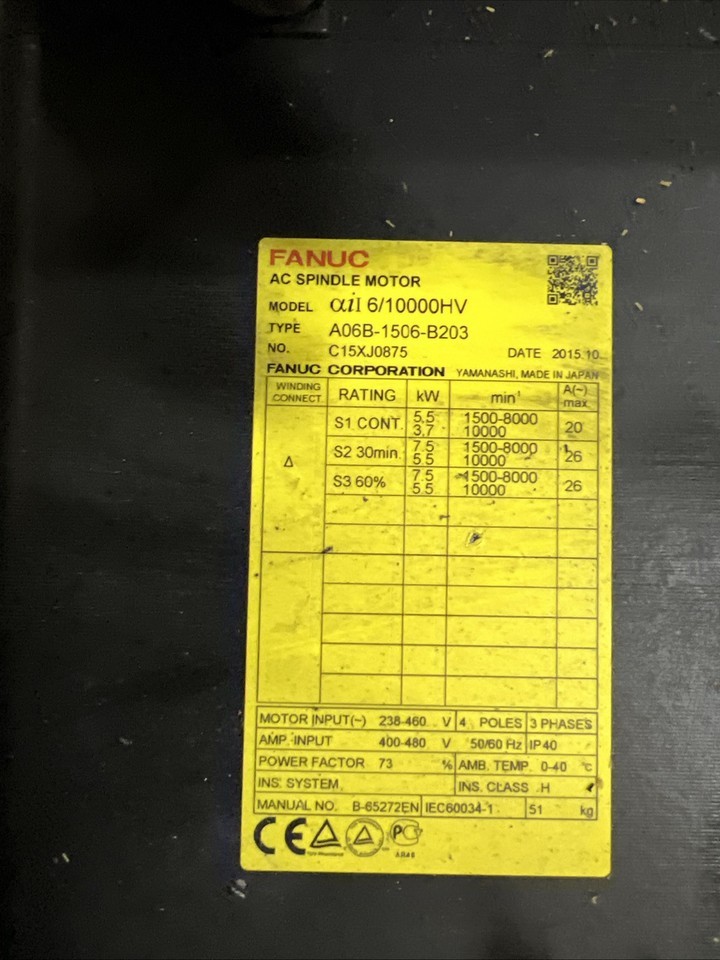 FANUC
AC SPINDLE MOTOR
MODEL αiI 6/10000HV
TYPE A06B-1506-B203
NO. C15XJ0875 DATE 2015.10
FANUC CORPORATION YAMANASHI, MADE IN JAPAN
WINDING CONNECT. RATING kW min⁻¹ A(~) max.
Δ
S1 CONT. 5.5 1500-8000 20
3.7 10000
S2 30min. 7.5 1500-8000 26
5.5 10000
S3 60% 7.5 1500-8000 26
5.5 10000
MOTOR INPUT(~) 238-460 V 4 POLES 3 PHASES
AMP. INPUT 400-480 V 50/60 Hz IP40
POWER FACTOR 73 % AMB. TEMP. 0-40 °C
INS. SYSTEM INS. CLASS H
MANUAL NO. B-65272EN IEC60034-1 51 kg
CE PC